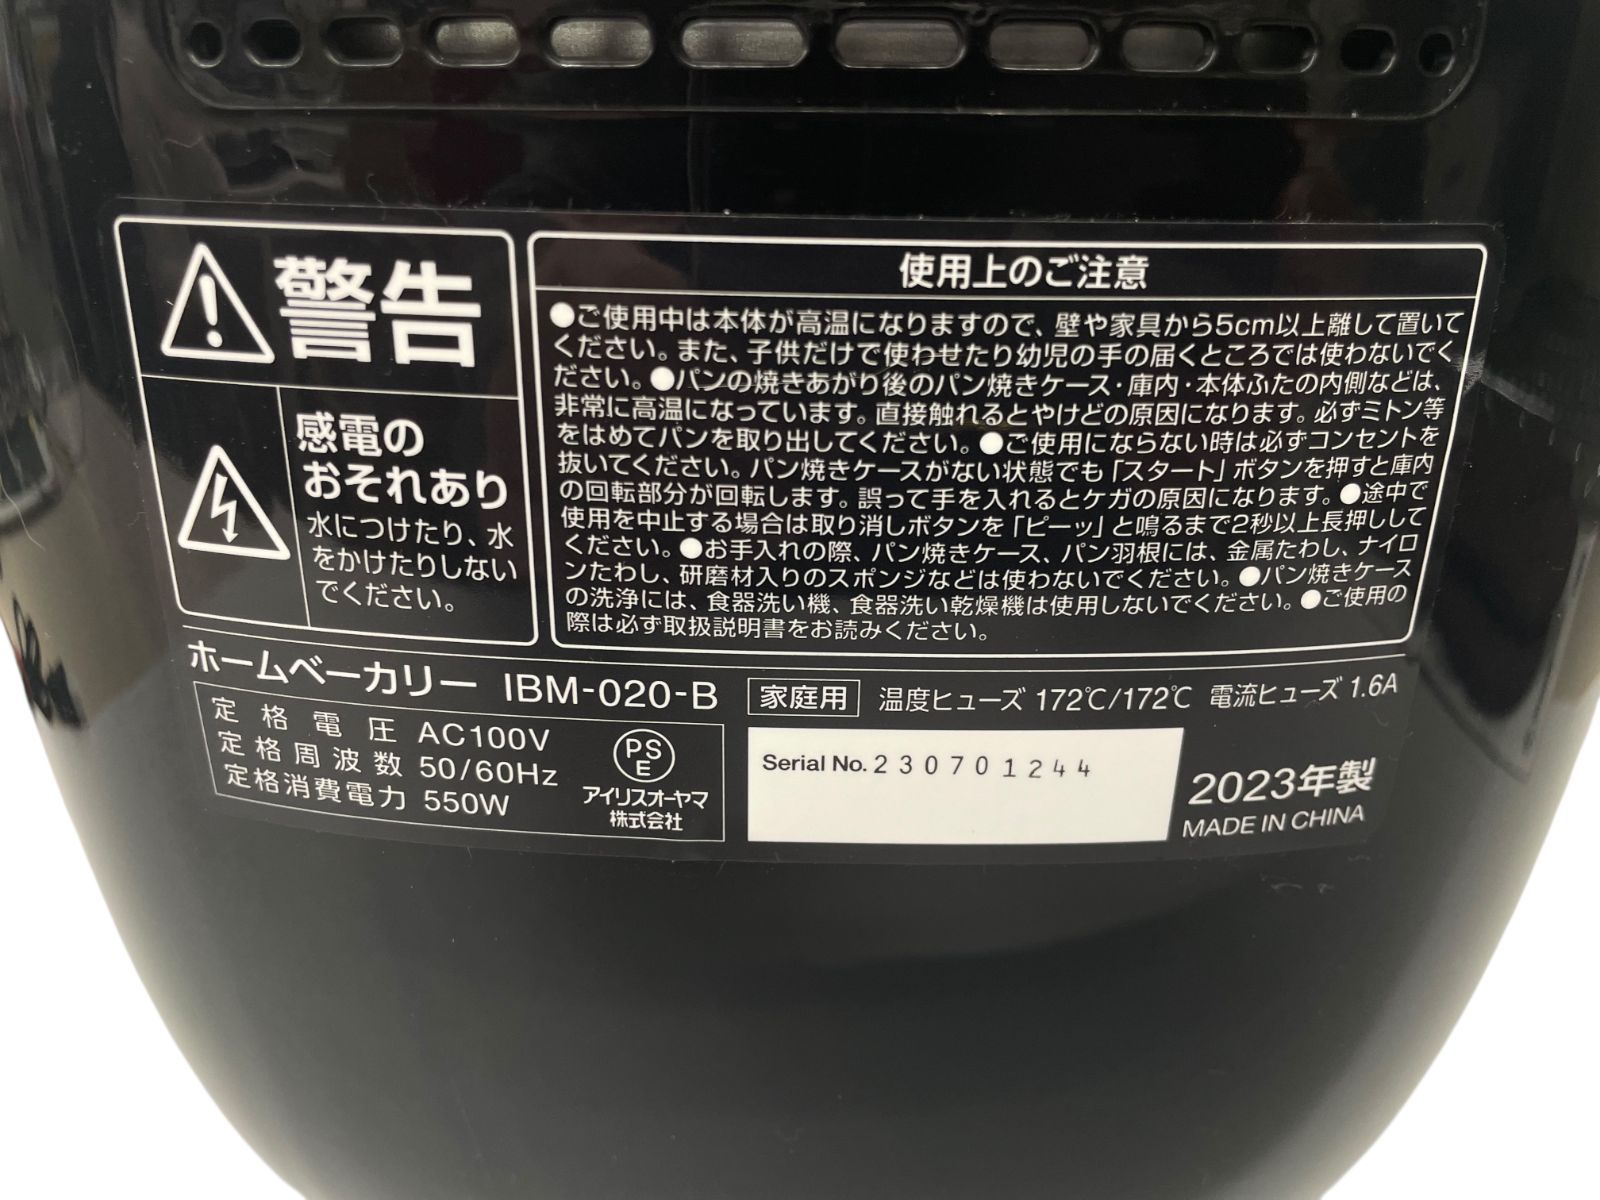 警告
感電の
おそれあり
水につけたり、水
をかけたりしない
でください。
使用上のご注意
●ご使用中は本体が高温になりますので、壁や家具から5cm以上離して置いて
ください。また、子供だけで使わせたり幼児の手の届くところでは使わないでく
ださい。●パンの焼きあがり後のパン焼きケース・庫内・本体ふたの内側などは、
非常に高温になっています。直接触れるとやけどの原因になります。必ずミトン等
をはめてパンを取り出してください。●ご使用にならない時は必ずコンセントを
抜いてください。パン焼きケースがない状態でも「スタート」ボタンを押すと庫内
の回転部分が回転します。誤って手を入れるとケガの原因になります。●途中で
使用を中止する場合は取り消しボタンを「ピーッ」と鳴るまで2秒以上長押しして
ください。●お手入れの際、パン焼きケース、パン羽根には、金属たわし、ナイロ
ンたわし、研磨材入りのスポンジなどは使わないでください。●パン焼きケース
の洗浄には、食器洗い機、食器洗い乾燥機は使用しないでください。●ご使用の
際は必ず取扱説明書をお読みください。
ホームベーカリー IBM-020-B 家庭用 温度ヒューズ 172℃/172℃ 電流ヒューズ 1.6A
定格電圧 AC100V
定格周波数 50/60Hz
定格消費電力 550W
PSE
アイリスオーヤマ
株式会社
Serial No. 230701244
2023年製
MADE IN CHINA